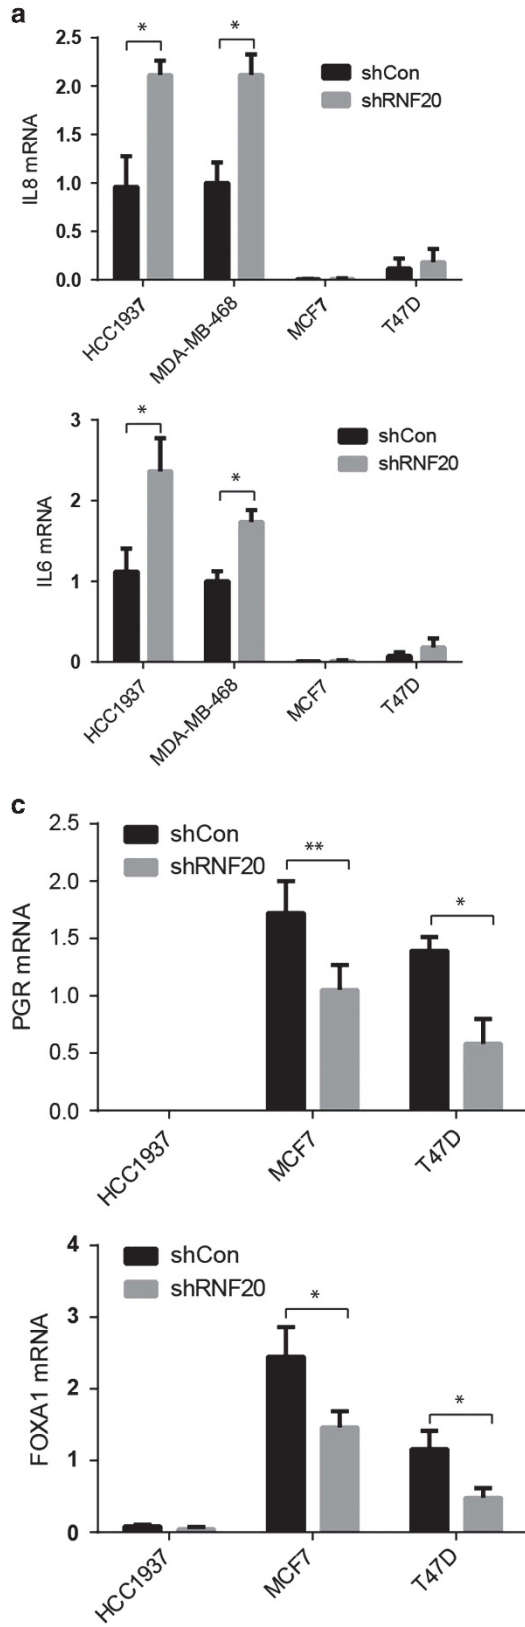 a
IL8 mRNA
2.5
2.0
1.5
1.0
0.5
0.0
*
*
shCon
shRNF20
HCC1937
MDA-MB-468
MCF7
T47D
IL6 mRNA
3
2
1
0
*
*
shCon
shRNF20
HCC1937
MDA-MB-468
MCF7
T47D
c
PGR mRNA
2.5
2.0
1.5
1.0
0.5
0.0
shCon
shRNF20
**
*
HCC1937
MCF7
T47D
FOXA1 mRNA
4
3
2
1
0
shCon
shRNF20
*
*
HCC1937
MCF7
T47D